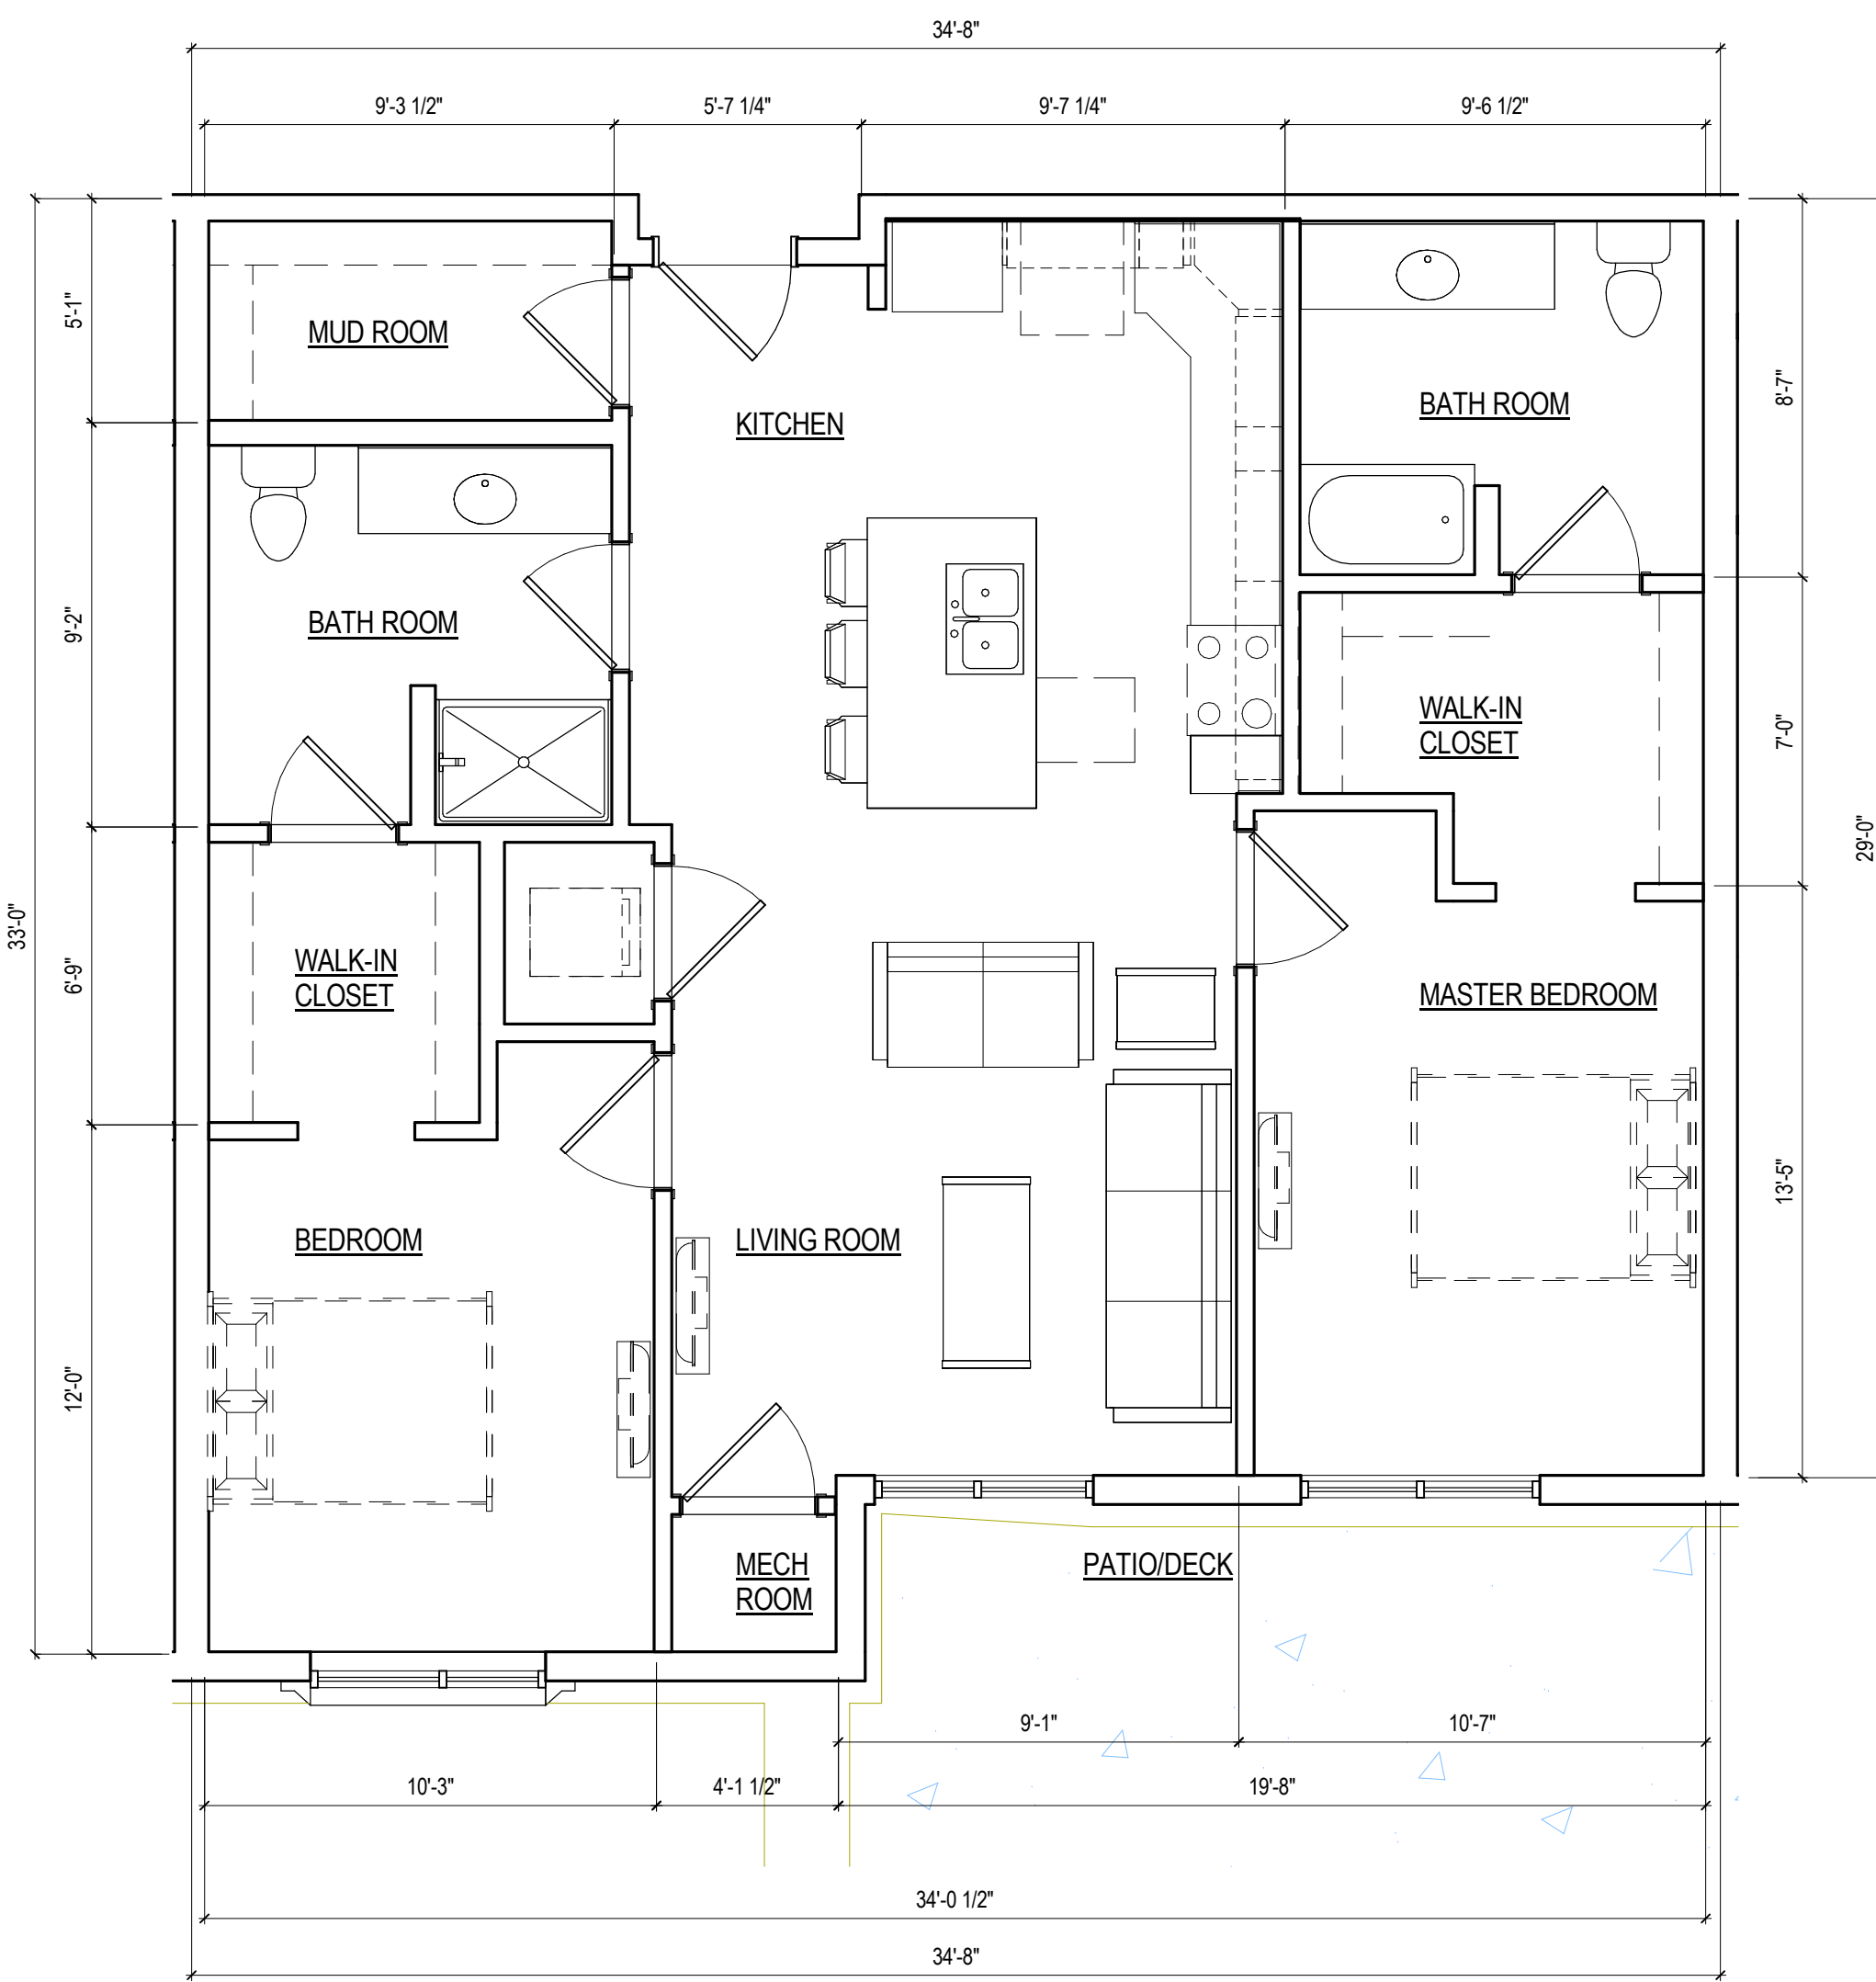 34'-8"
9'-3 1/2"
5'-7 1/4"
9'-7 1/4"
9'-6 1/2"
5'-1"
MUD ROOM
8'-7"
BATH ROOM
KITCHEN
9'-2"
BATH ROOM
WALK-IN
CLOSET
7'-0"
29'-0"
33'-0"
6'-9"
WALK-IN
CLOSET
MASTER BEDROOM
13'-5"
BEDROOM
LIVING ROOM
12'-0"
MECH
ROOM
PATIO/DECK
9'-1"
10'-7"
10'-3"
4'-1 1/2"
19'-8"
34'-0 1/2"
34'-8"